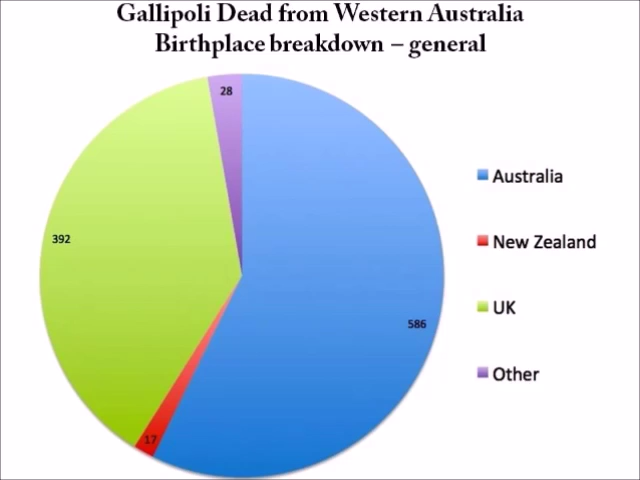 Gallipoli Dead from Western Australia
Birthplace breakdown – general
28
392
586
17
Australia
New Zealand
UK
Other